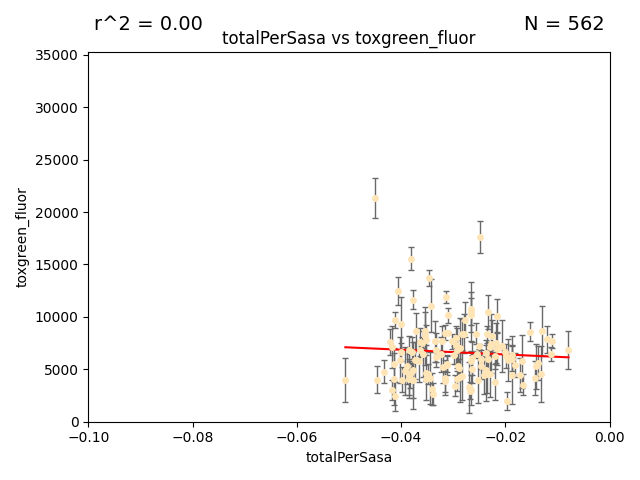 r^2 = 0.00
N = 562
totalPerSasa vs toxgreen_fluor
35000
30000
25000
20000
15000
10000
5000
0
toxgreen_fluor
−0.10
−0.08
−0.06
−0.04
−0.02
0.00
totalPerSasa